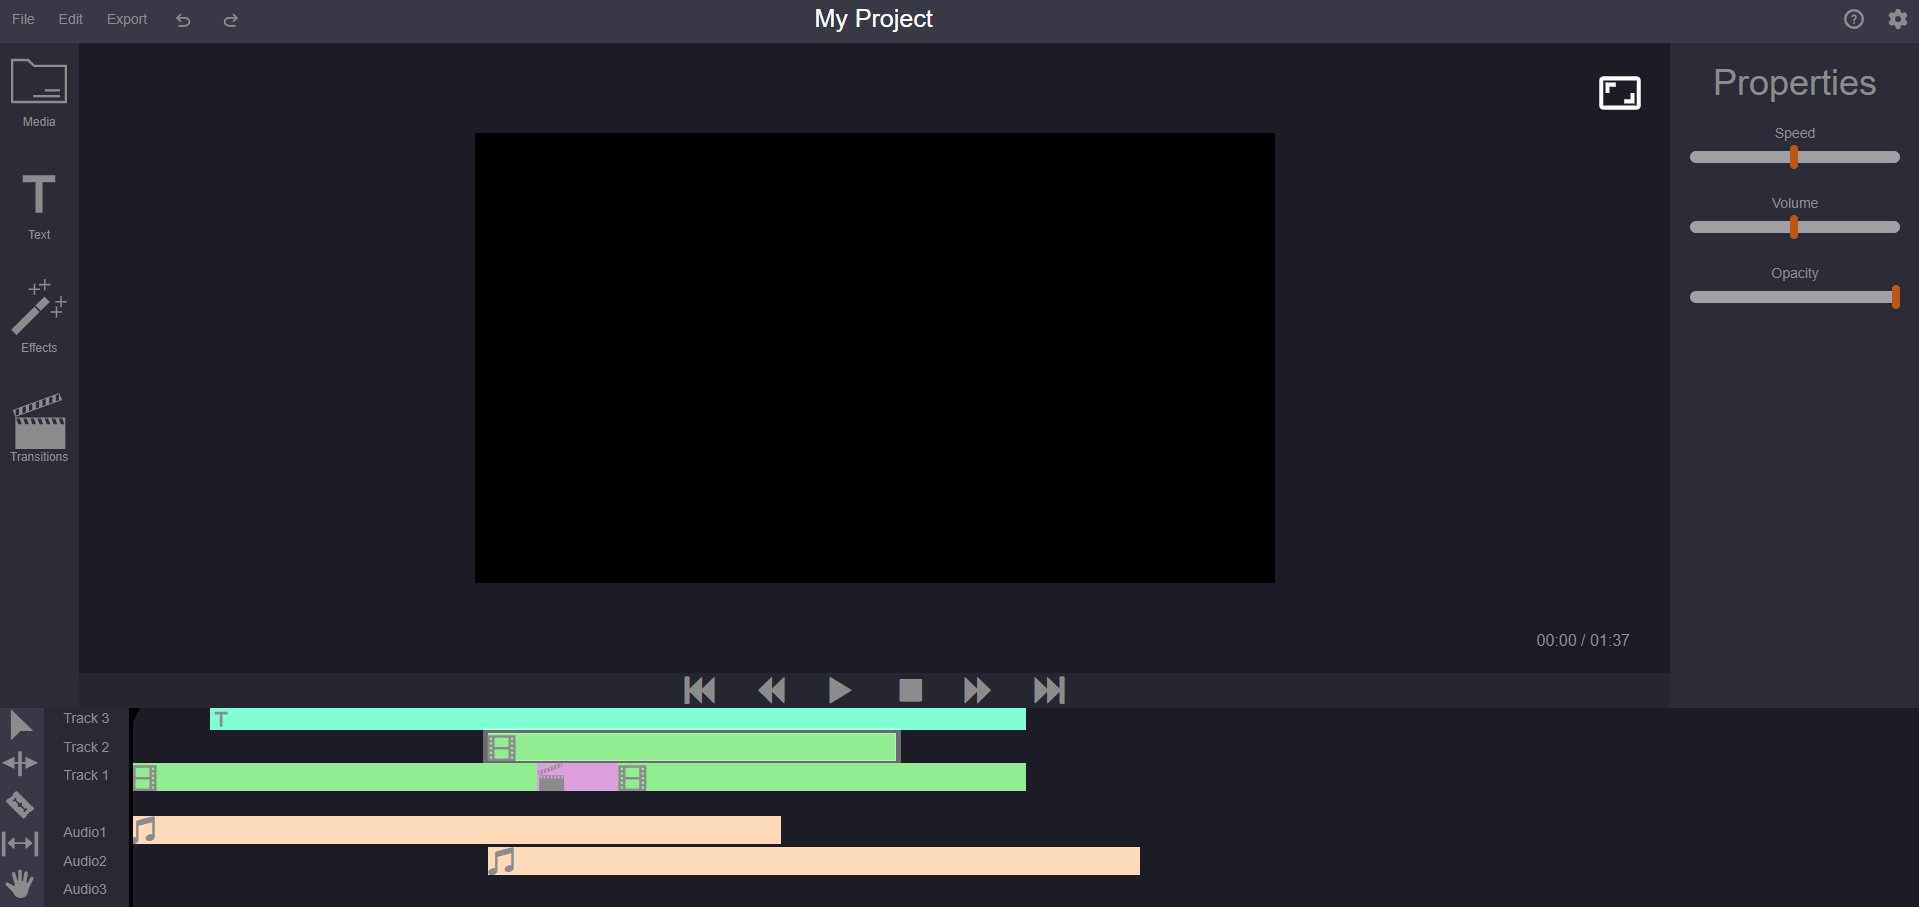 File Edit Export My Project
Properties
Media
Speed
Volume
Text
Opacity
Effects
Transitions
00:00 / 01:37
Track 3
Track 2
Track 1
Audio1
Audio2
Audio3